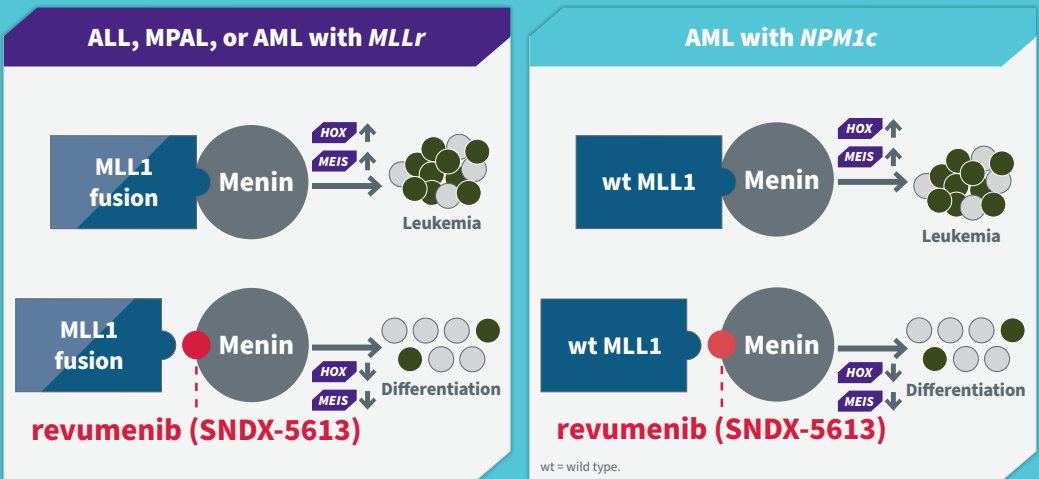 ALL, MPAL, or AML with MLLr
MLL1
fusion
Menin
HOX
MEIS
Leukemia
MLL1
fusion
Menin
HOX
MEIS
Differentiation
revumenib (SNDX-5613)
AML with NPM1c
wt MLL1
Menin
HOX
MEIS
Leukemia
wt MLL1
Menin
HOX
MEIS
Differentiation
revumenib (SNDX-5613)
wt = wild type.